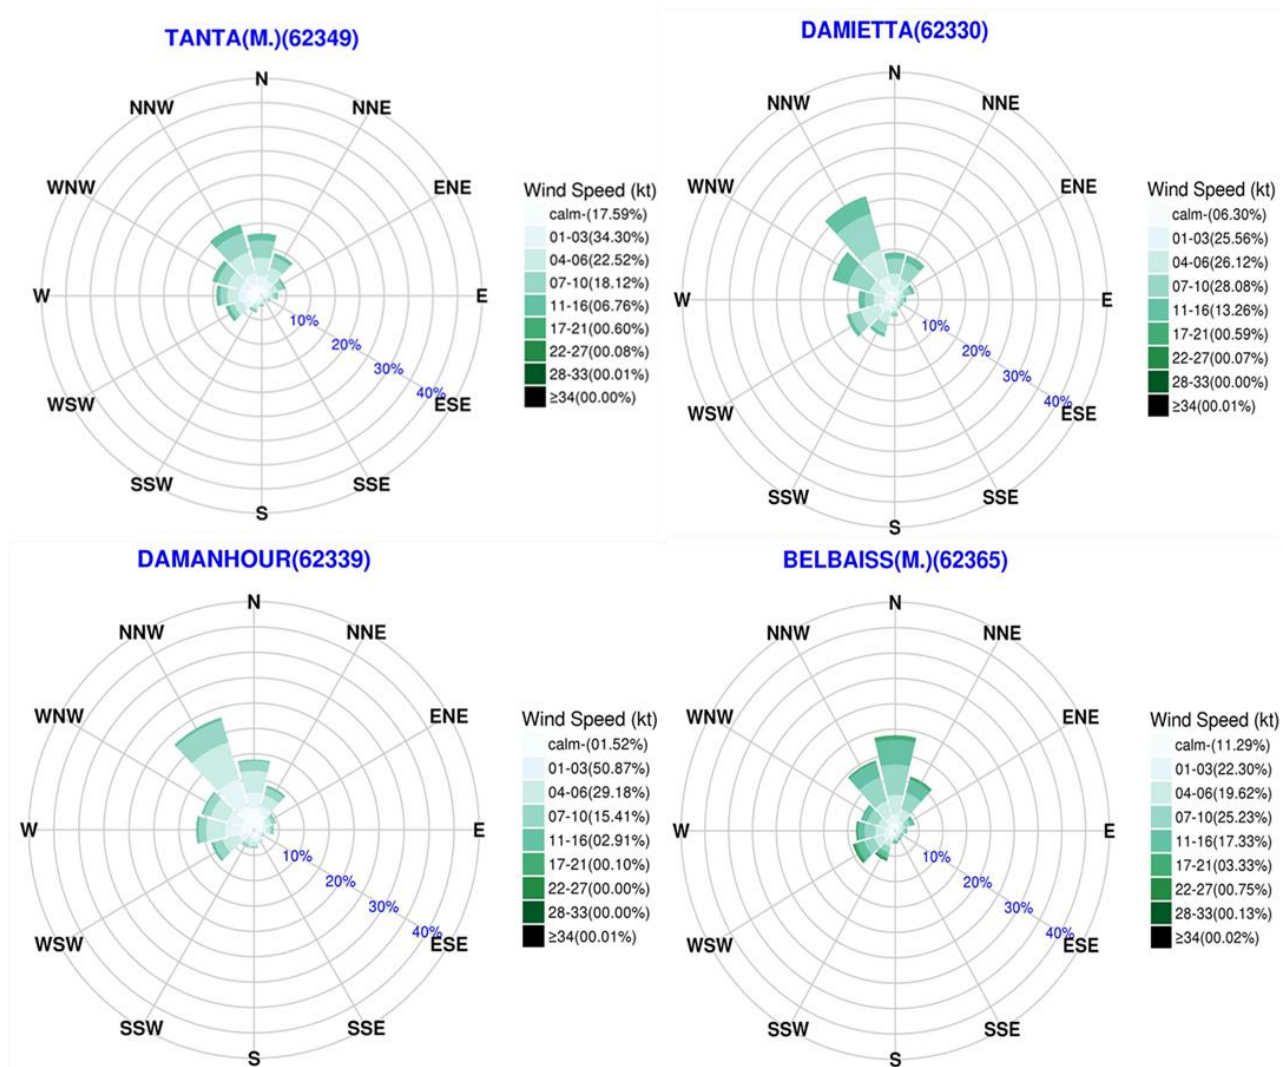 TANTA(M.)(62349)
N
NNW
NNE
WNW
ENE
W
E
WSW
ESE
SSW
SSE
S
10%
20%
30%
40%
Wind Speed (kt)
calm-(17.59%)
01-03(34.30%)
04-06(22.52%)
07-10(18.12%)
11-16(06.76%)
17-21(00.60%)
22-27(00.08%)
28-33(00.01%)
≥34(00.00%)
DAMIETTA(62330)
N
NNW
NNE
WNW
ENE
W
E
WSW
ESE
SSW
SSE
S
10%
20%
30%
40%
Wind Speed (kt)
calm-(06.30%)
01-03(25.56%)
04-06(26.12%)
07-10(28.08%)
11-16(13.26%)
17-21(00.59%)
22-27(00.07%)
28-33(00.00%)
≥34(00.01%)
DAMANHOUR(62339)
N
NNW
NNE
WNW
ENE
W
E
WSW
ESE
SSW
SSE
S
10%
20%
30%
40%
Wind Speed (kt)
calm-(01.52%)
01-03(50.87%)
04-06(29.18%)
07-10(15.41%)
11-16(02.91%)
17-21(00.10%)
22-27(00.00%)
28-33(00.00%)
≥34(00.01%)
BELBAISS(M.)(62365)
N
NNW
NNE
WNW
ENE
W
E
WSW
ESE
SSW
SSE
S
10%
20%
30%
40%
Wind Speed (kt)
calm-(11.29%)
01-03(22.30%)
04-06(19.62%)
07-10(25.23%)
11-16(17.33%)
17-21(03.33%)
22-27(00.75%)
28-33(00.13%)
≥34(00.02%)